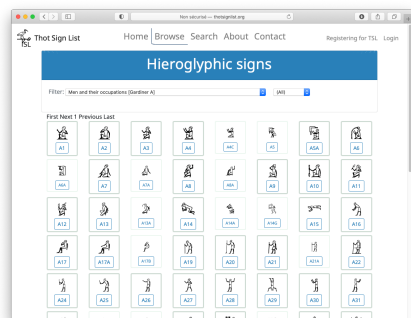 Non sécurisé — thotsignlist.org
Thot Sign List
TSL
Home Browse Search About Contact
Registering for TSL Login
Hieroglyphic signs
Filter: Men and their occupations [Gardiner A] (All)
First Next 1 Previous Last
A1 A2 A3 A4 A4C A5 A5A A6
A6A A7 A7A A8 A8A A9 A10 A11
A12 A13 A13A A14 A14A A14G A15 A16
A17 A17A A17B A19 A20 A21 A21A A22
A24 A25 A26 A27 A28 A29 A30 A31